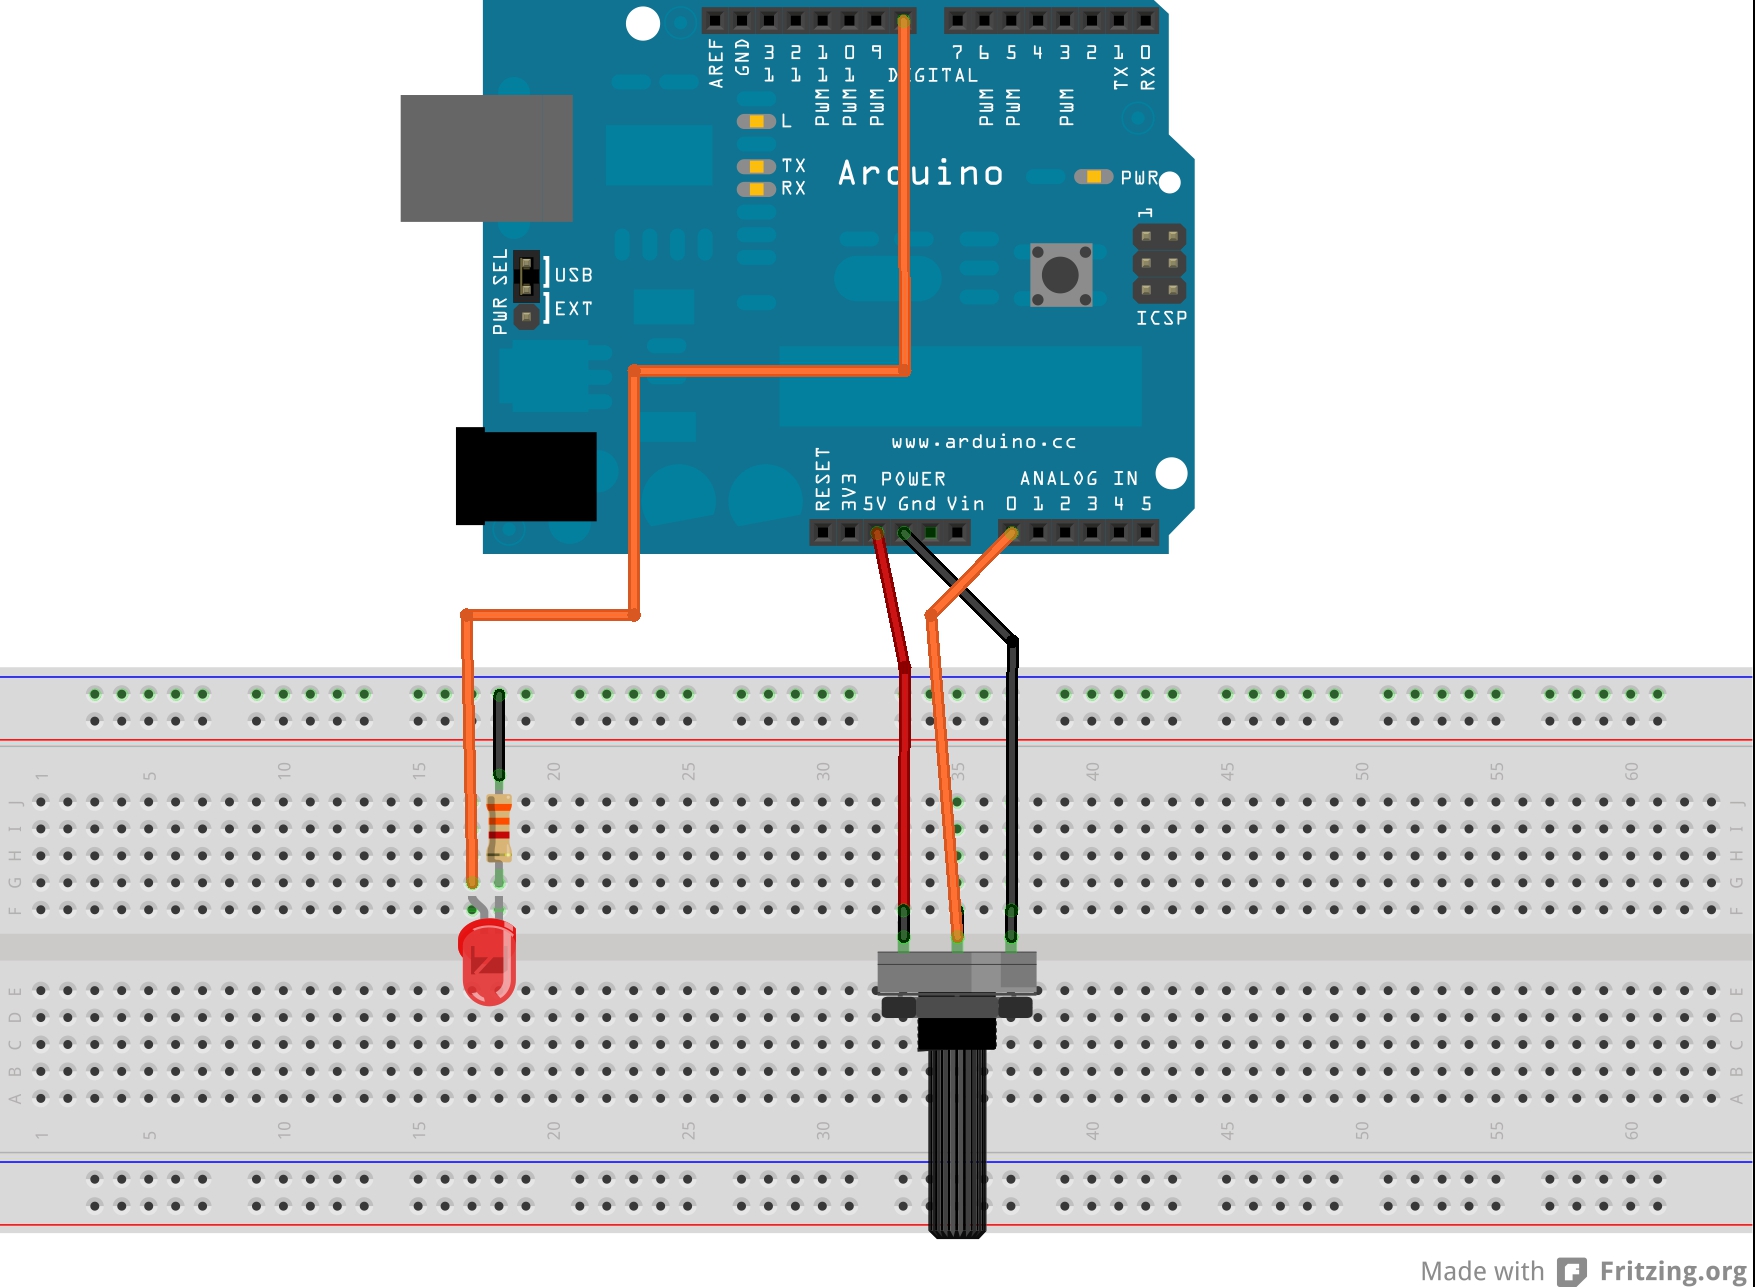 AREF GND 13 12 11 10 9 7 6 5 4 3 2 TX 1 RX 0
DIGITAL
PWM PWM PWM PWM PWM PWM
L
TX
RX
Arduino
PWR
1
ICSP
PWR SEL
USB
EXT
www.arduino.cc
POWER ANALOG IN
RESET 3V3 5V Gnd Vin 0 1 2 3 4 5
1 5 10 15 20 25 30 35 40 45 50 55 60
J J
I I
H H
G G
F F
E E
D D
C C
B B
A A
1 5 10 15 20 25 30 40 45 50 55 60
Made with Fritzing.org